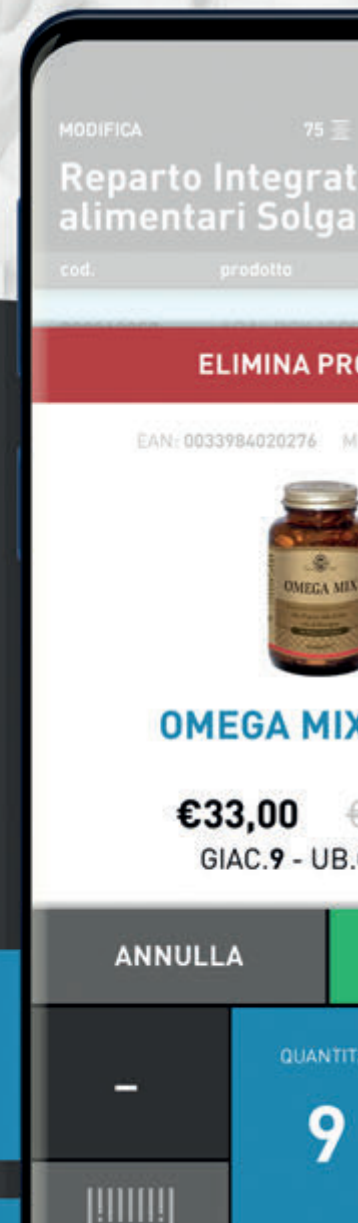 MODIFICA 75
Reparto Integrat
alimentari Solga
cod. prodotto
ELIMINA PRO
EAN: 0033984020276 M
OMEGA MIX
OMEGA MIX
€33,00 €
GIAC.9 - UB.
ANNULLA
–
QUANTIT
9